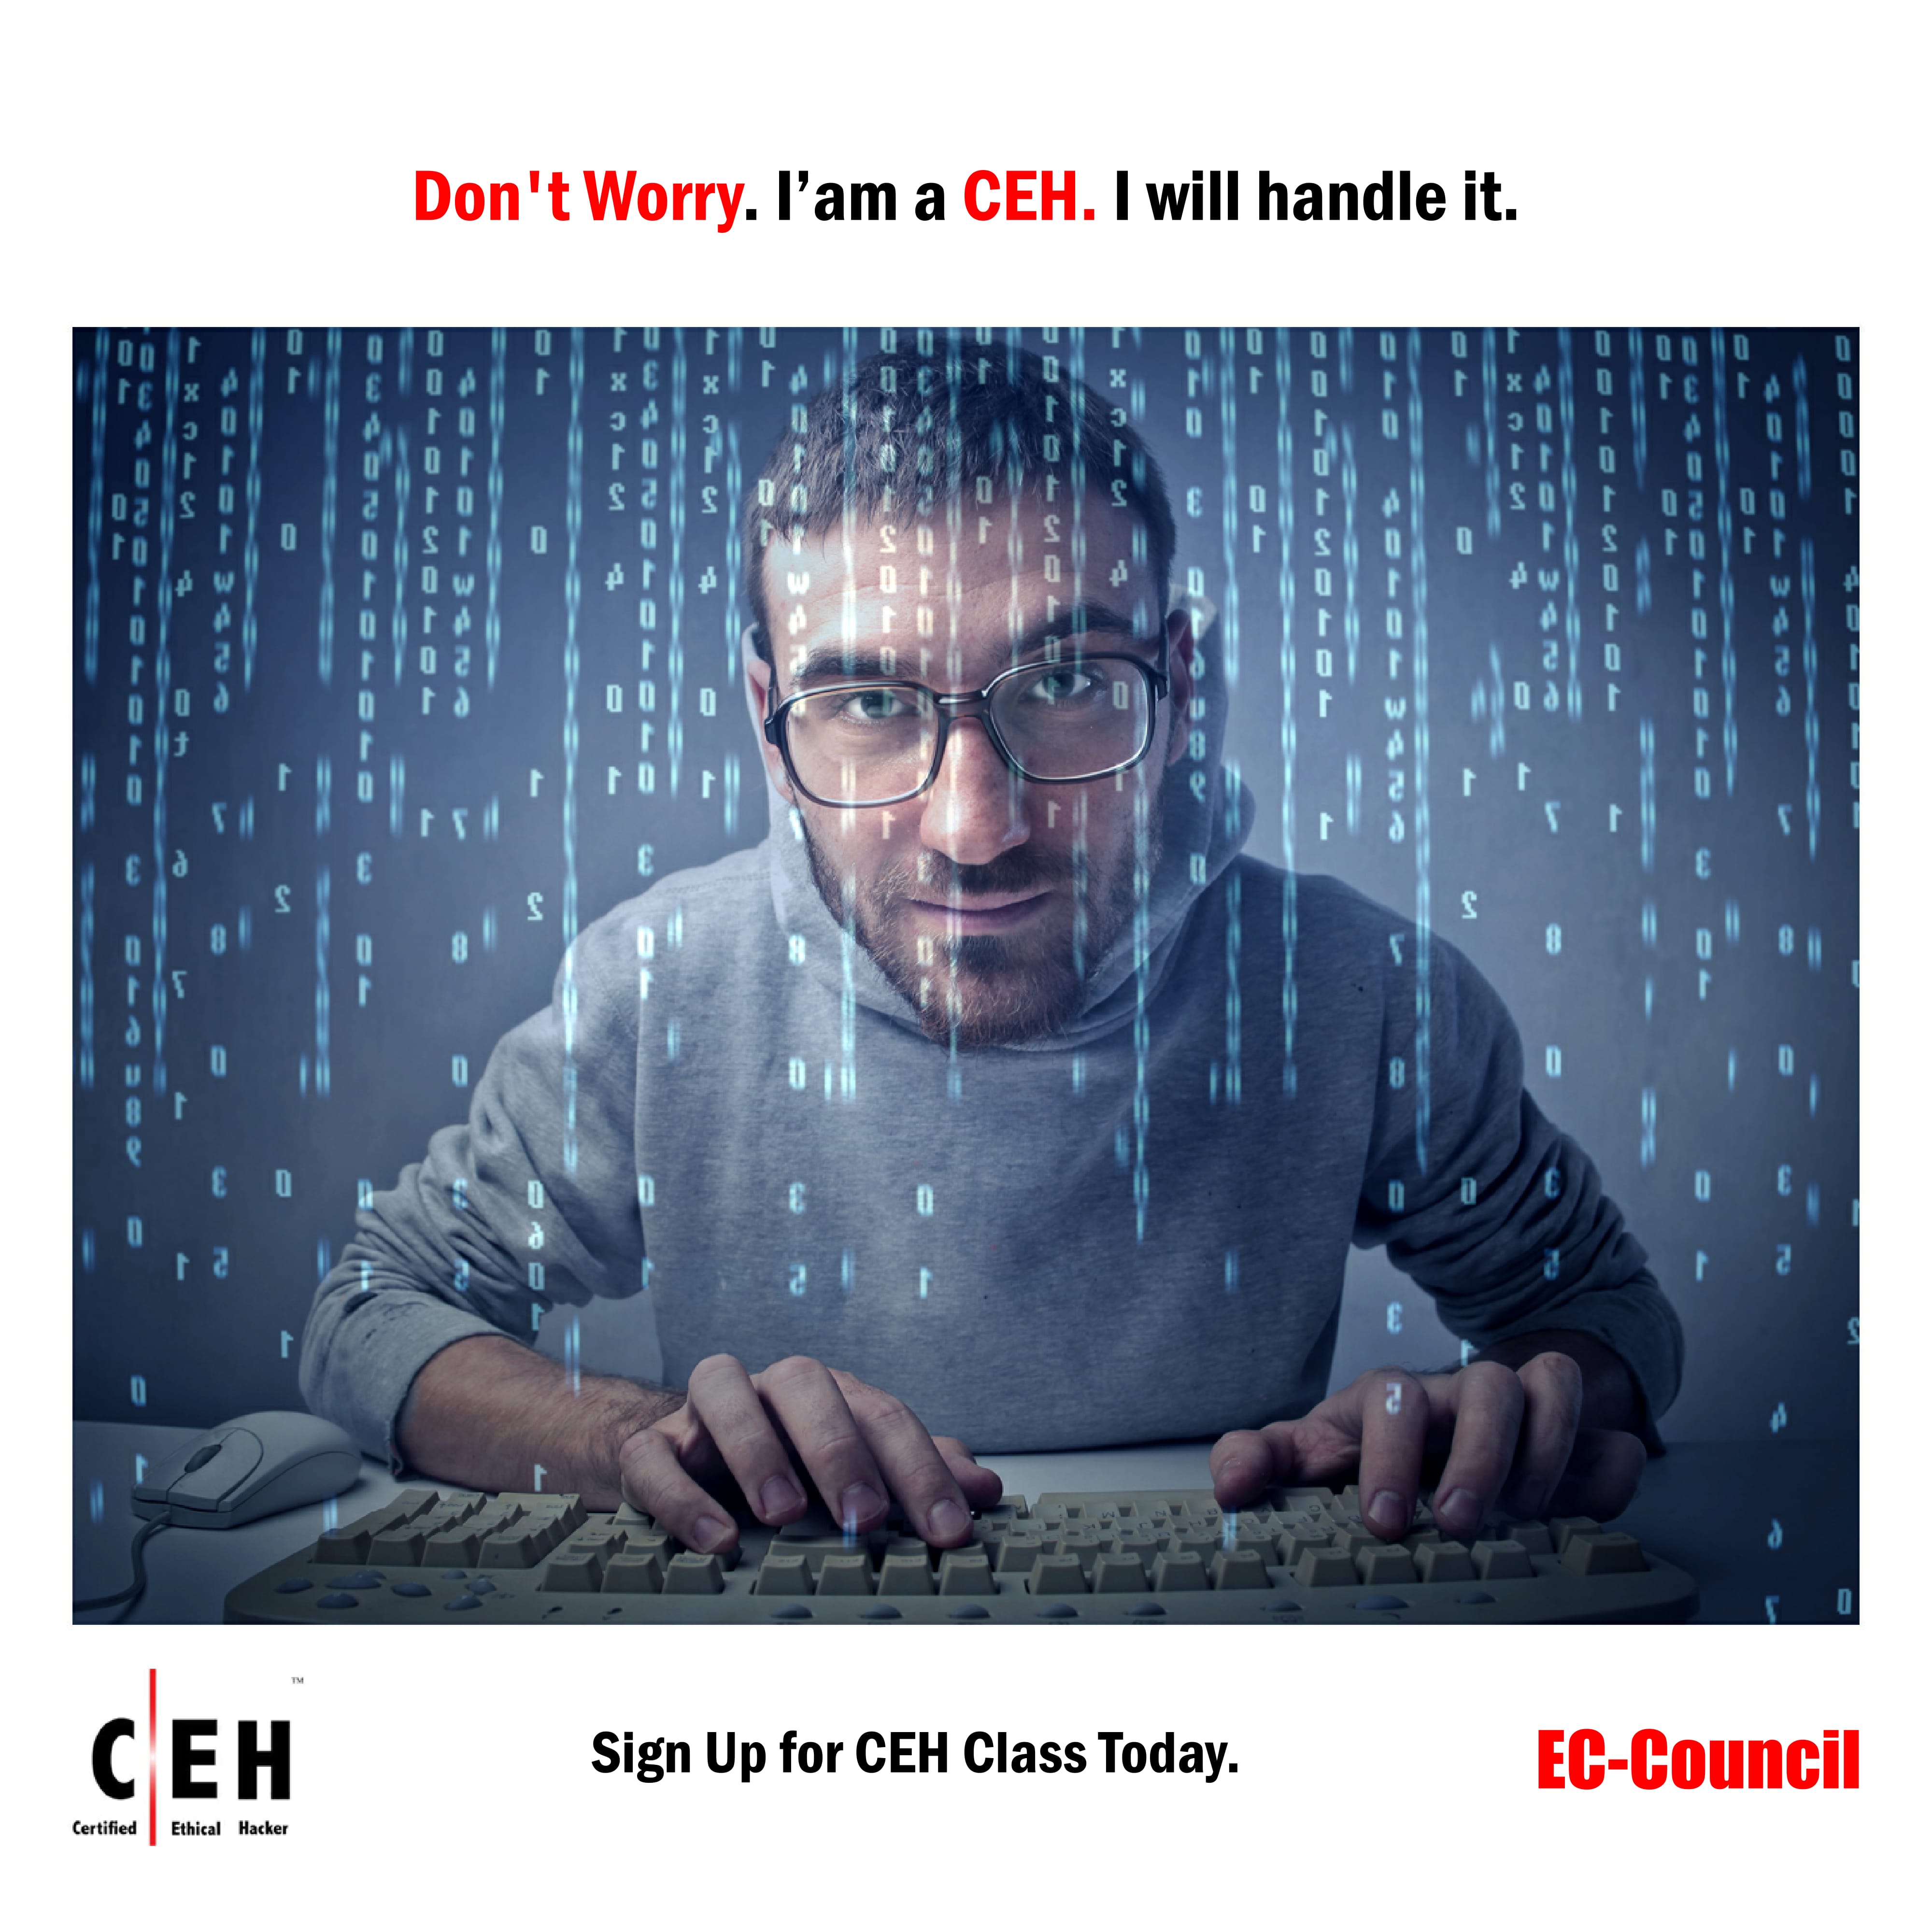 Don't Worry. I’am a CEH. I will handle it.
CEH ™
Certified Ethical Hacker
Sign Up for CEH Class Today.
EC-Council